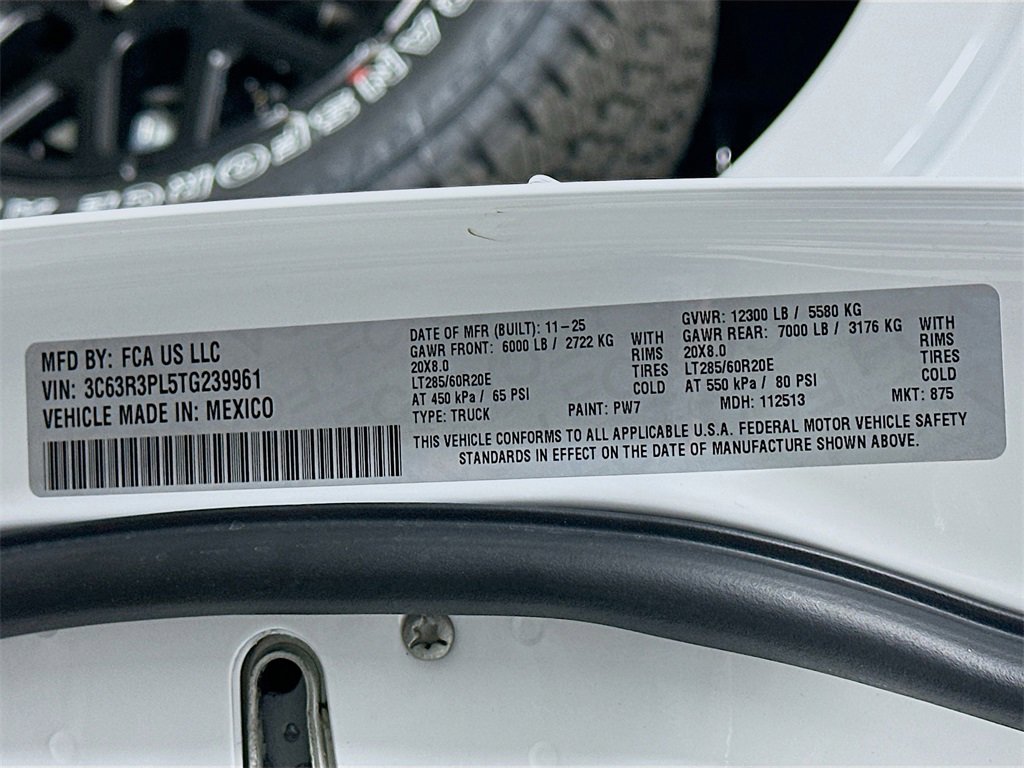 ANSFORCE A
MFD BY: FCA US LLC
VIN: 3C63R3PL5TG239961
VEHICLE MADE IN: MEXICO
DATE OF MFR (BUILT): 11-25
GAWR FRONT: 6000 LB / 2722 KG WITH
20X8.0 RIMS
LT285/60R20E TIRES
AT 450 kPa / 65 PSI COLD
TYPE: TRUCK PAINT: PW7
GVWR: 12300 LB / 5580 KG
GAWR REAR: 7000 LB / 3176 KG WITH
20X8.0 RIMS
LT285/60R20E TIRES
AT 550 kPa / 80 PSI COLD
MDH: 112513 MKT: 875
THIS VEHICLE CONFORMS TO ALL APPLICABLE U.S.A. FEDERAL MOTOR VEHICLE SAFETY
STANDARDS IN EFFECT ON THE DATE OF MANUFACTURE SHOWN ABOVE.